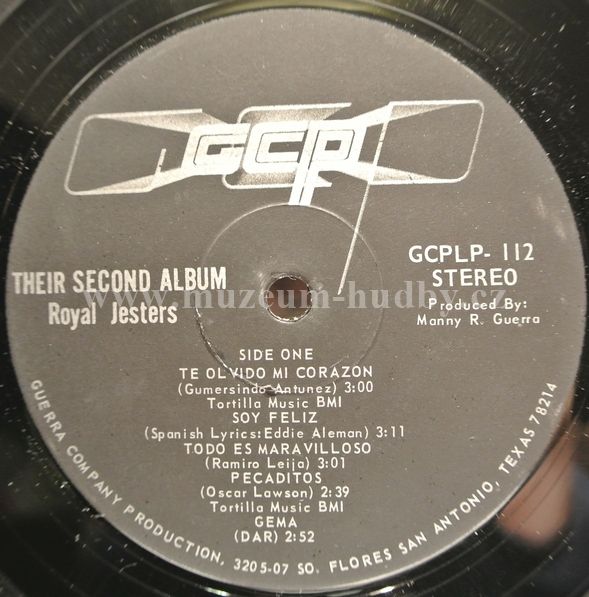 GCP
THEIR SECOND ALBUM
Royal Jesters
GCPLP- 112
STEREO
Produced By:
Manny R. Guerra
www.muzeum-hudby.cz
SIDE ONE
TE OLVIDO MI CORAZON
(Gumersindo Antunez) 3:00
Tortilla Music BMI
SOY FELIZ
(Spanish Lyrics:Eddie Aleman) 3:11
TODO ES MARAVILLOSO
(Ramiro Leija) 3:01
PECADITOS
(Oscar Lawson) 2:39
Tortilla Music BMI
GEMA
(DAR) 2:52
GUERRA COMPANY PRODUCTION, 3205-07 SO. FLORES SAN ANTONIO, TEXAS 78214